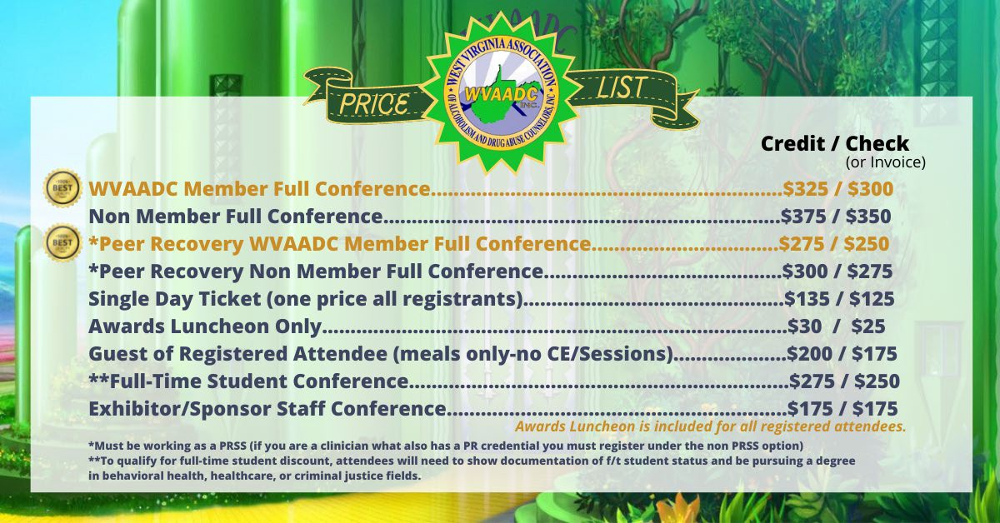 PRICE
WEST VIRGINIA ASSOCIATION
WVAADC
INC.
OF ALCOHOLISM AND DRUG ABUSE COUNSELORS, INC
LIST
Credit / Check
(or Invoice)
BEST
WVAADC Member Full Conference...............................................................$325 / $300
Non Member Full Conference.......................................................................$375 / $350
BEST
*Peer Recovery WVAADC Member Full Conference..................................$275 / $250
*Peer Recovery Non Member Full Conference...........................................$300 / $275
Single Day Ticket (one price all registrants)...............................................$135 / $125
Awards Luncheon Only...................................................................................$30 / $25
Guest of Registered Attendee (meals only-no CE/Sessions)....................$200 / $175
**Full-Time Student Conference....................................................................$275 / $250
Exhibitor/Sponsor Staff Conference.............................................................$175 / $175
Awards Luncheon is included for all registered attendees.
*Must be working as a PRSS (if you are a clinician what also has a PR credential you must register under the non PRSS option)
**To qualify for full-time student discount, attendees will need to show documentation of f/t student status and be pursuing a degree
in behavioral health, healthcare, or criminal justice fields.